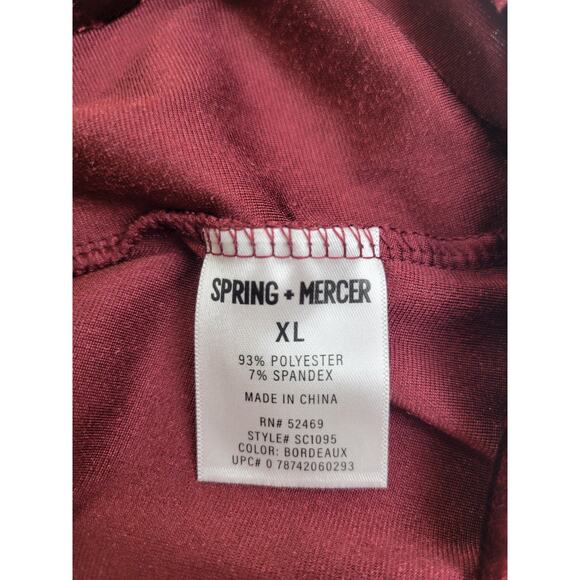 SPRING + MERCER
XL
93% POLYESTER
7% SPANDEX
MADE IN CHINA
RN# 52469
STYLE# SC1095
COLOR: BORDEAUX
UPC# 0 78742060293